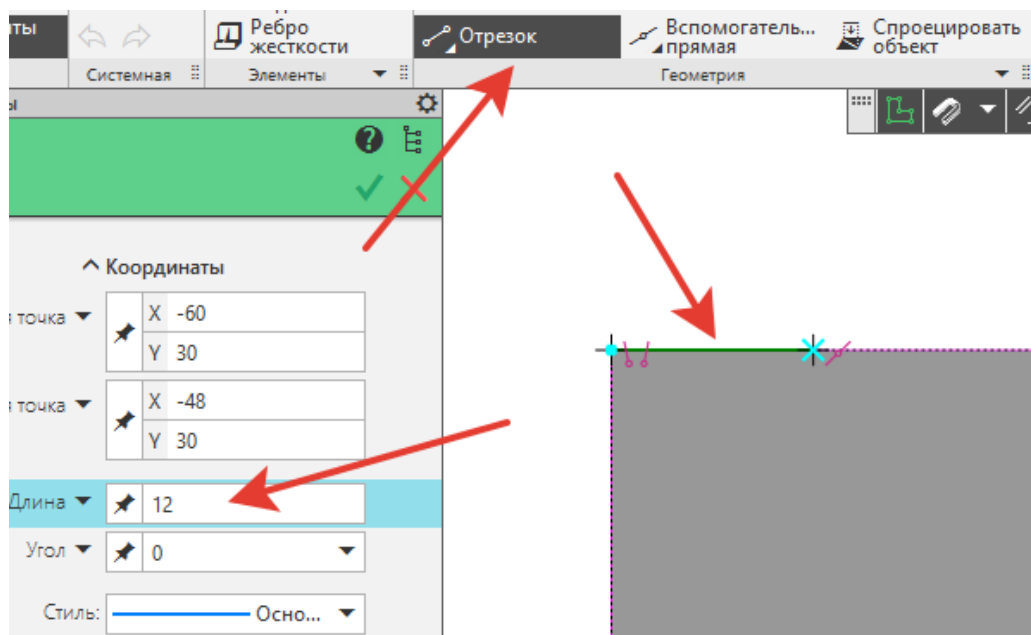 ты
Ребро
жесткости
Отрезок
Вспомогатель...
прямая
Спроецировать
объект
Системная
Элементы
Геометрия
ы
?
Координаты
я точка
X -60
Y 30
я точка
X -48
Y 30
Длина
12
Угол
0
Стиль:
Осно...